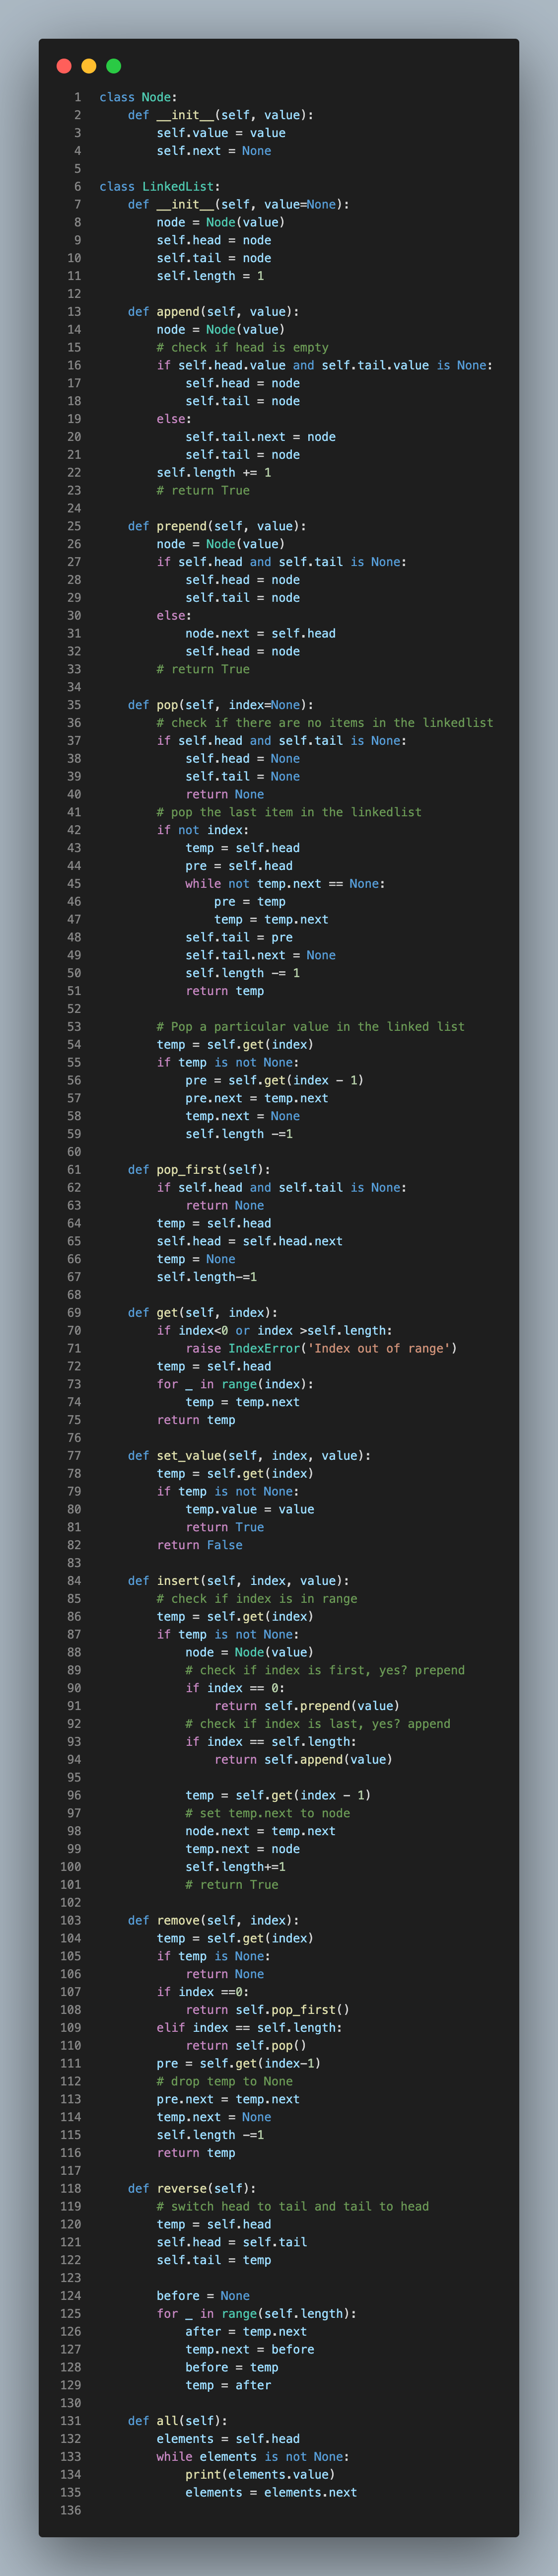 1 class Node:
2     def __init__(self, value):
3         self.value = value
4         self.next = None
5
6 class LinkedList:
7     def __init__(self, value=None):
8         node = Node(value)
9         self.head = node
10         self.tail = node
11         self.length = 1
12
13     def append(self, value):
14         node = Node(value)
15         # check if head is empty
16         if self.head.value and self.tail.value is None:
17             self.head = node
18             self.tail = node
19         else:
20             self.tail.next = node
21             self.tail = node
22         self.length += 1
23         # return True
24
25     def prepend(self, value):
26         node = Node(value)
27         if self.head and self.tail is None:
28             self.head = node
29             self.tail = node
30         else:
31             node.next = self.head
32             self.head = node
33         # return True
34
35     def pop(self, index=None):
36         # check if there are no items in the linkedlist
37         if self.head and self.tail is None:
38             self.head = None
39             self.tail = None
40             return None
41         # pop the last item in the linkedlist
42         if not index:
43             temp = self.head
44             pre = self.head
45             while not temp.next == None:
46                 pre = temp
47                 temp = temp.next
48             self.tail = pre
49             self.tail.next = None
50             self.length -= 1
51             return temp
52
53         # Pop a particular value in the linked list
54         temp = self.get(index)
55         if temp is not None:
56             pre = self.get(index - 1)
57             pre.next = temp.next
58             temp.next = None
59             self.length -=1
60
61     def pop_first(self):
62         if self.head and self.tail is None:
63             return None
64         temp = self.head
65         self.head = self.head.next
66         temp = None
67         self.length-=1
68
69     def get(self, index):
70         if index<0 or index >self.length:
71             raise IndexError('Index out of range')
72         temp = self.head
73         for _ in range(index):
74             temp = temp.next
75         return temp
76
77     def set_value(self, index, value):
78         temp = self.get(index)
79         if temp is not None:
80             temp.value = value
81             return True
82         return False
83
84     def insert(self, index, value):
85         # check if index is in range
86         temp = self.get(index)
87         if temp is not None:
88             node = Node(value)
89             # check if index is first, yes? prepend
90             if index == 0:
91                 return self.prepend(value)
92             # check if index is last, yes? append
93             if index == self.length:
94                 return self.append(value)
95
96             temp = self.get(index - 1)
97             # set temp.next to node
98             node.next = temp.next
99             temp.next = node
100             self.length+=1
101             # return True
102
103     def remove(self, index):
104         temp = self.get(index)
105         if temp is None:
106             return None
107         if index ==0:
108             return self.pop_first()
109         elif index == self.length:
110             return self.pop()
111         pre = self.get(index-1)
112         # drop temp to None
113         pre.next = temp.next
114         temp.next = None
115         self.length -=1
116         return temp
117
118     def reverse(self):
119         # switch head to tail and tail to head
120         temp = self.head
121         self.head = self.tail
122         self.tail = temp
123
124         before = None
125         for _ in range(self.length):
126             after = temp.next
127             temp.next = before
128             before = temp
129             temp = after
130
131     def all(self):
132         elements = self.head
133         while elements is not None:
134             print(elements.value)
135             elements = elements.next
136